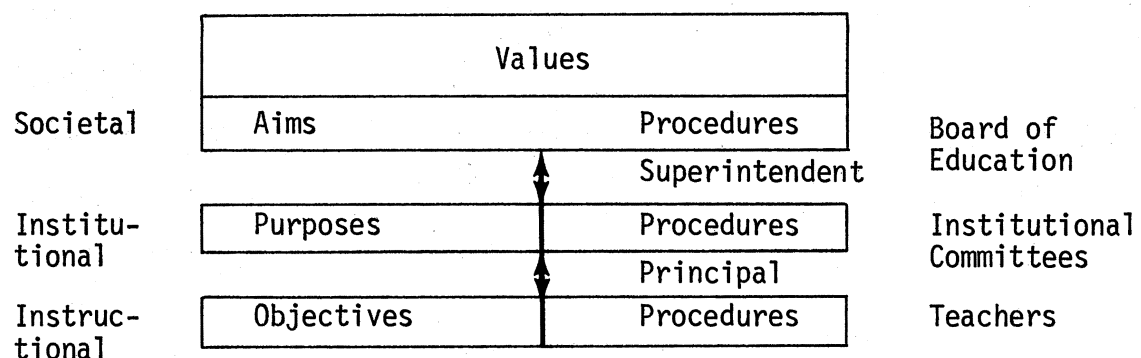 Values
Societal Aims Procedures Board of
Education
Superintendent
Institu- Purposes Procedures Institutional
tional Committees
Principal
Instruc- Objectives Procedures Teachers
tional